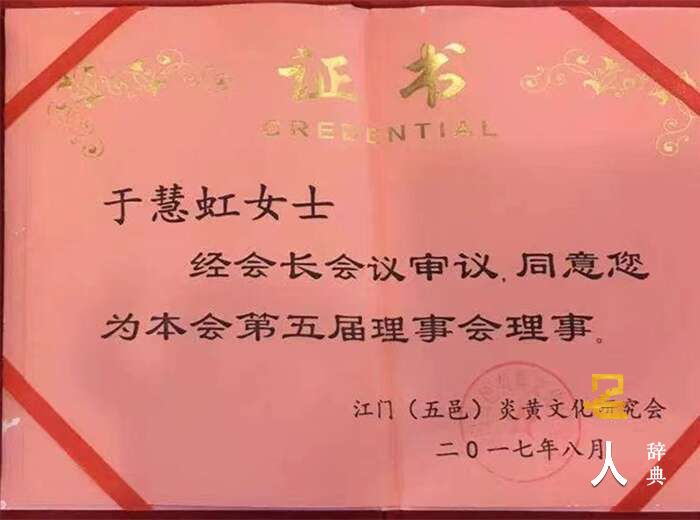 证书
CREDENTIAL
于慧虹女士
经会长会议审议,同意您
为本会第五届理事会理事。
江门（五邑）炎黄文化研究会
二〇一七年八月
人 辞典